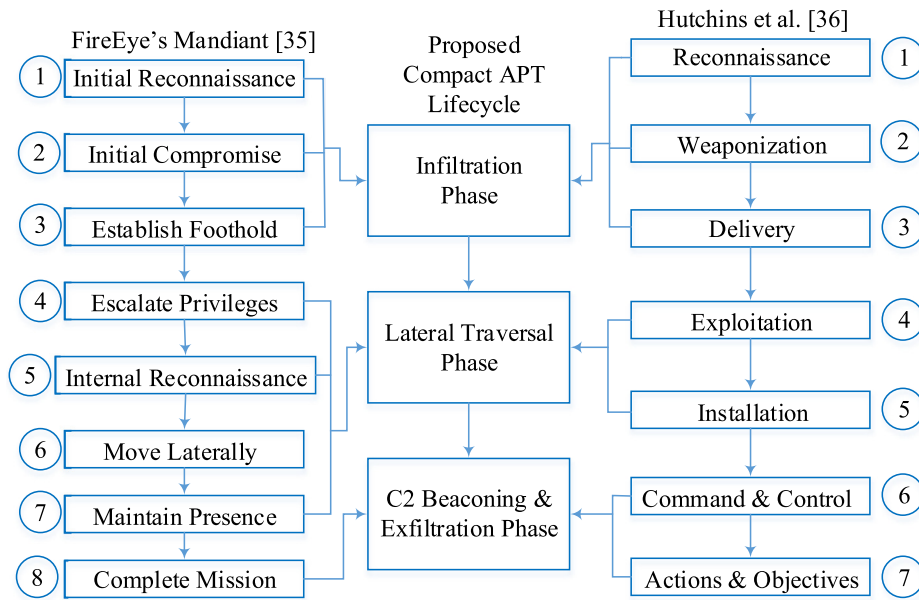 FireEye's Mandiant [35]
1
Initial Reconnaissance
2
Initial Compromise
3
Establish Foothold
4
Escalate Privileges
5
Internal Reconnaissance
6
Move Laterally
7
Maintain Presence
8
Complete Mission
Proposed
Compact APT
Lifecycle
Infiltration
Phase
Lateral Traversal
Phase
C2 Beaconing &
Exfiltration Phase
Hutchins et al. [36]
Reconnaissance
1
Weaponization
2
Delivery
3
Exploitation
4
Installation
5
Command & Control
6
Actions & Objectives
7